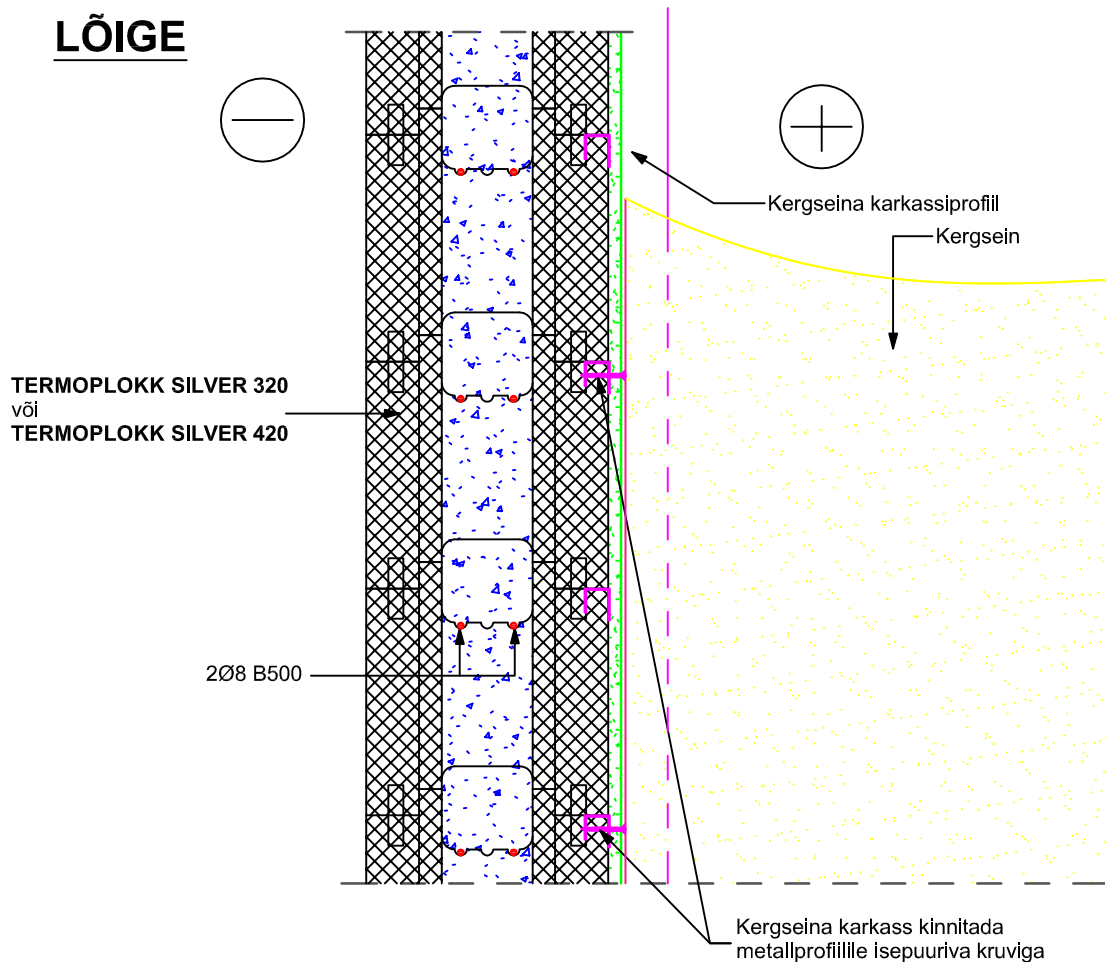 LÕIGE
Kergseina karkassiprofiil
Kergsein
TERMOPLOKK SILVER 320
või
TERMOPLOKK SILVER 420
2Ø8 B500
Kergseina karkass kinnitada
metallprofiilile isepuuriva kruviga